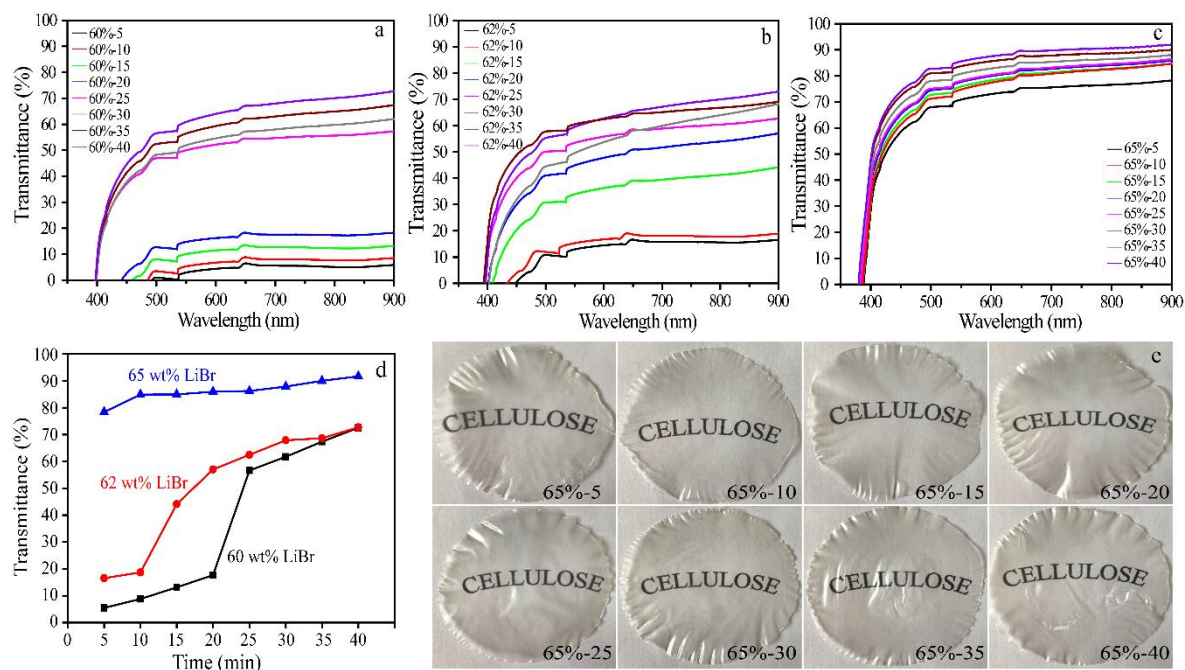 a
Transmittance (%)
100
90
80
70
60
50
40
30
20
10
0
60%-5
60%-10
60%-15
60%-20
60%-25
60%-30
60%-35
60%-40
400 500 600 700 800 900
Wavelength (nm)
b
Transmittance (%)
100
90
80
70
60
50
40
30
20
10
0
62%-5
62%-10
62%-15
62%-20
62%-25
62%-30
62%-35
62%-40
400 500 600 700 800 900
Wavelength (nm)
c
Transmittance (%)
100
90
80
70
60
50
40
30
20
10
0
65%-5
65%-10
65%-15
65%-20
65%-25
65%-30
65%-35
65%-40
400 500 600 700 800 900
Wavelength (nm)
d
Transmittance (%)
100
90
80
70
60
50
40
30
20
10
0
65 wt% LiBr
62 wt% LiBr
60 wt% LiBr
0 5 10 15 20 25 30 35 40
Time (min)
e
CELLULOSE
65%-5
CELLULOSE
65%-10
CELLULOSE
65%-15
CELLULOSE
65%-20
CELLULOSE
65%-25
CELLULOSE
65%-30
CELLULOSE
65%-35
CELLULOSE
65%-40